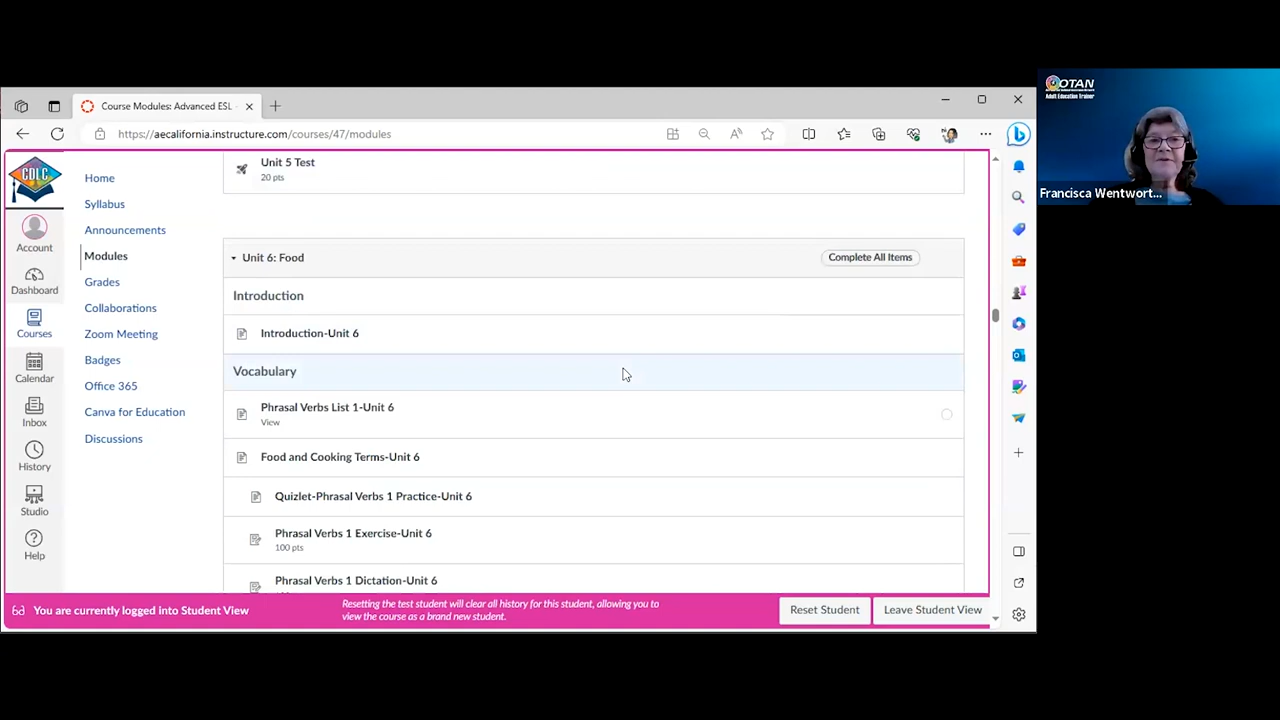 Course Modules: Advanced ESL
https://aecalifornia.instructure.com/courses/47/modules
CDLC
Account
Dashboard
Courses
Calendar
Inbox
History
Studio
Help
Home
Syllabus
Announcements
Modules
Grades
Collaborations
Zoom Meeting
Badges
Office 365
Canva for Education
Discussions
Unit 5 Test
20 pts
Unit 6: Food
Complete All Items
Introduction
Introduction-Unit 6
Vocabulary
Phrasal Verbs List 1-Unit 6
View
Food and Cooking Terms-Unit 6
Quizlet-Phrasal Verbs 1 Practice-Unit 6
Phrasal Verbs 1 Exercise-Unit 6
100 pts
Phrasal Verbs 1 Dictation-Unit 6
You are currently logged into Student View
Resetting the test student will clear all history for this student, allowing you to
view the course as a brand new student.
Reset Student
Leave Student View
OTAN
Adult Education Trainer
Francisca Wentwort...